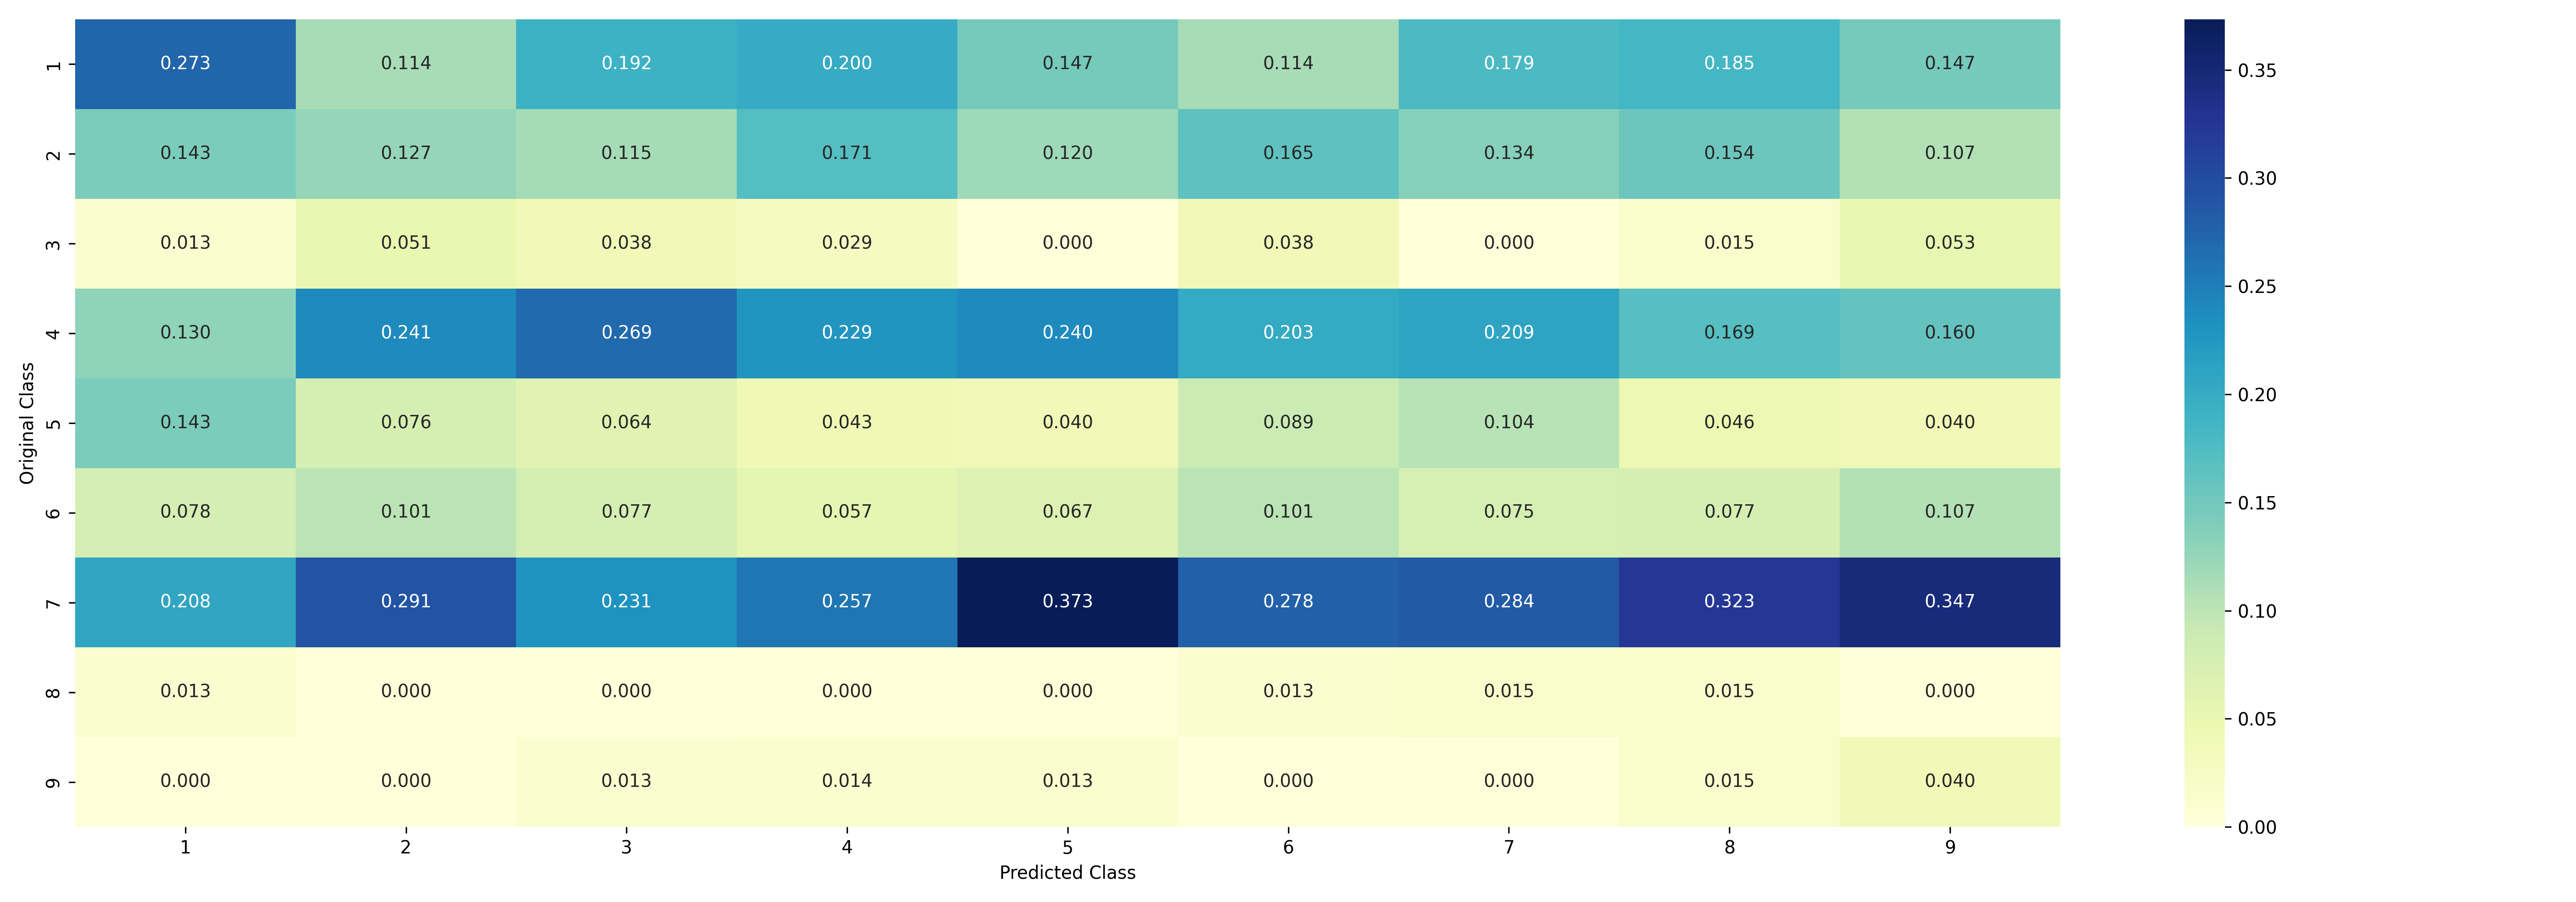 1 0.273 0.114 0.192 0.200 0.147 0.114 0.179 0.185 0.147
2 0.143 0.127 0.115 0.171 0.120 0.165 0.134 0.154 0.107
3 0.013 0.051 0.038 0.029 0.000 0.038 0.000 0.015 0.053
4 0.130 0.241 0.269 0.229 0.240 0.203 0.209 0.169 0.160
5 0.143 0.076 0.064 0.043 0.040 0.089 0.104 0.046 0.040
6 0.078 0.101 0.077 0.057 0.067 0.101 0.075 0.077 0.107
7 0.208 0.291 0.231 0.257 0.373 0.278 0.284 0.323 0.347
8 0.013 0.000 0.000 0.000 0.000 0.013 0.015 0.015 0.000
9 0.000 0.000 0.013 0.014 0.013 0.000 0.000 0.015 0.040
1 2 3 4 5 6 7 8 9
Predicted Class
Original Class
0.35
0.30
0.25
0.20
0.15
0.10
0.05
0.00